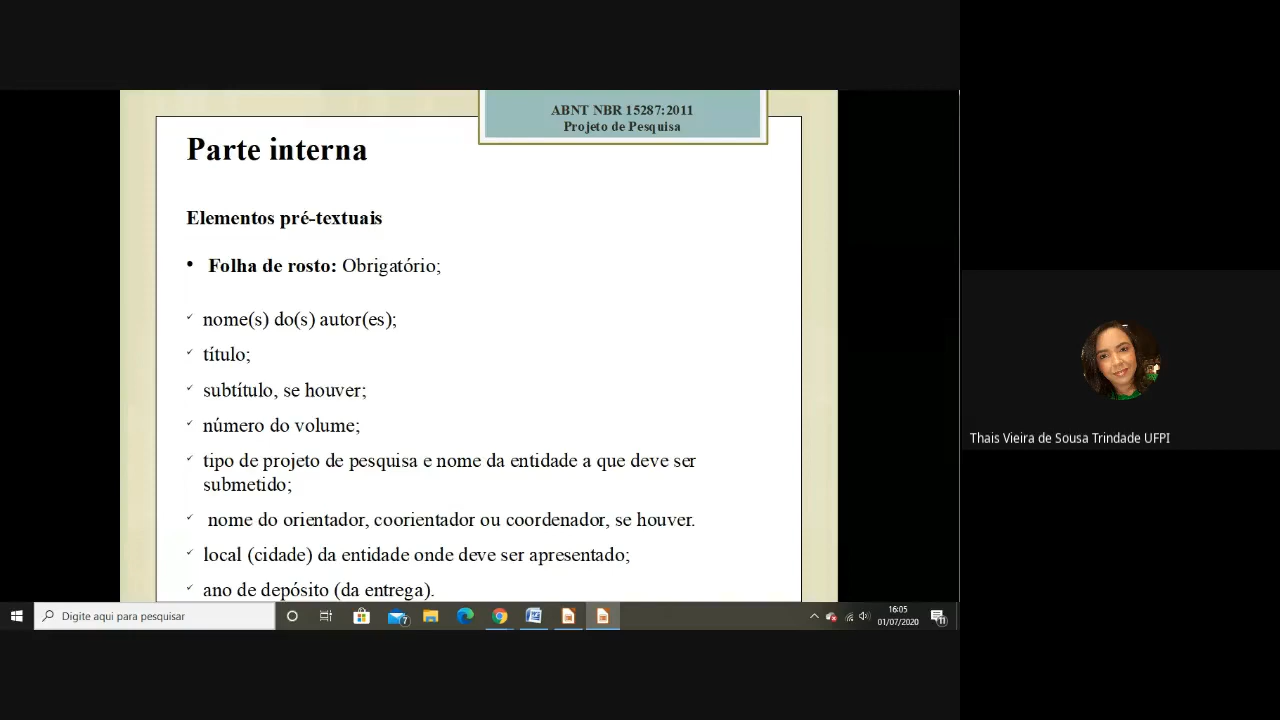 ABNT NBR 15287:2011
Projeto de Pesquisa
Parte interna
Elementos pré-textuais
• Folha de rosto: Obrigatório;
✓ nome(s) do(s) autor(es);
✓ título;
✓ subtítulo, se houver;
✓ número do volume;
✓ tipo de projeto de pesquisa e nome da entidade a que deve ser
submetido;
✓ nome do orientador, coorientador ou coordenador, se houver.
✓ local (cidade) da entidade onde deve ser apresentado;
✓ ano de depósito (da entrega).
Thais Vieira de Sousa Trindade UFPI
Digite aqui para pesquisar
7
16:05
01/07/2020
11